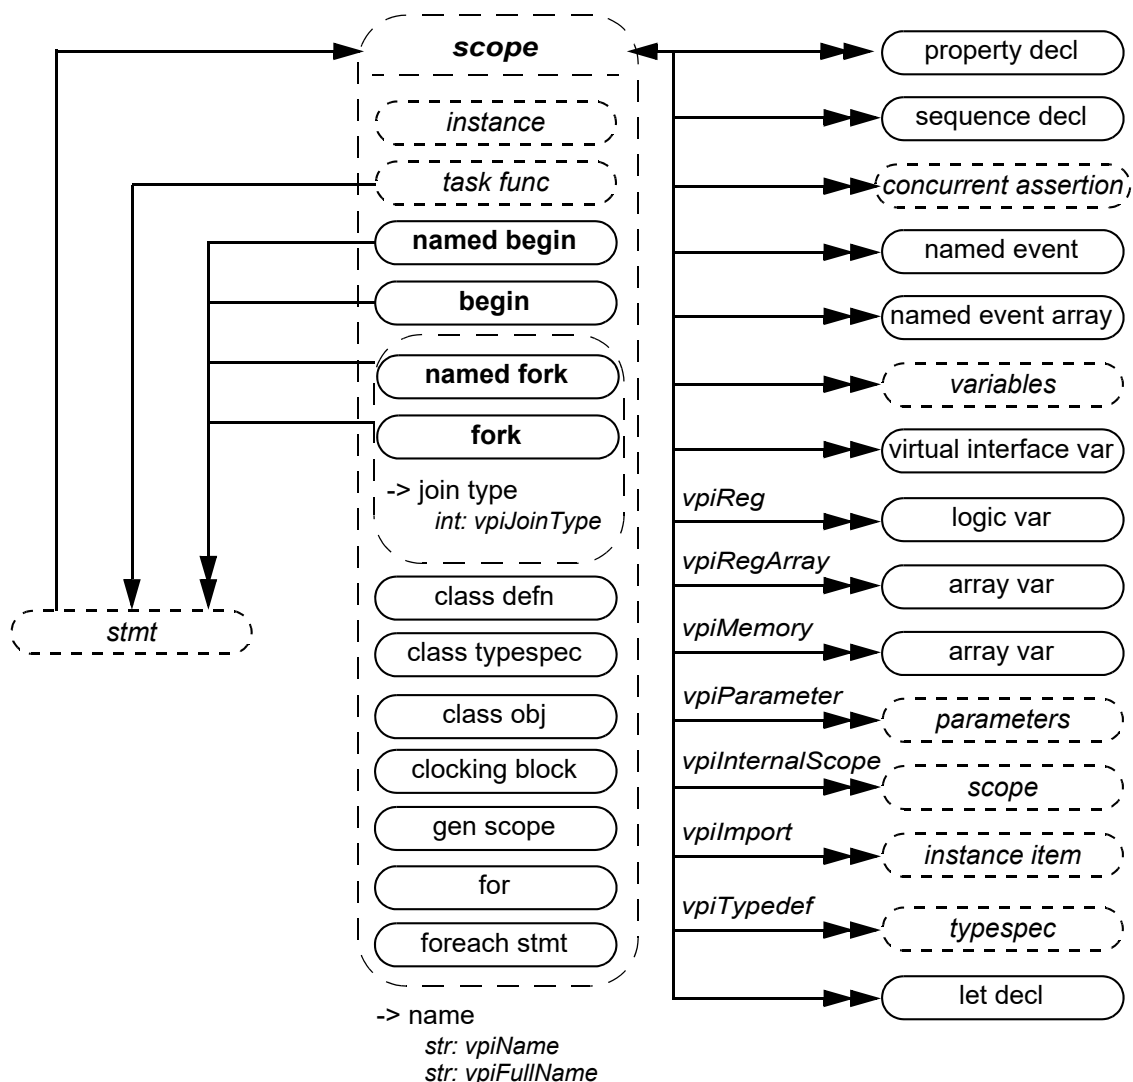 scope
instance
task func
named begin
begin
named fork
fork
-> join type
int: vpiJoinType
class defn
class typespec
class obj
clocking block
gen scope
for
foreach stmt
-> name
str: vpiName
str: vpiFullName
stmt
property decl
sequence decl
concurrent assertion
named event
named event array
variables
virtual interface var
vpiReg
logic var
vpiRegArray
array var
vpiMemory
array var
vpiParameter
parameters
vpiInternalScope
scope
vpiImport
instance item
vpiTypedef
typespec
let decl